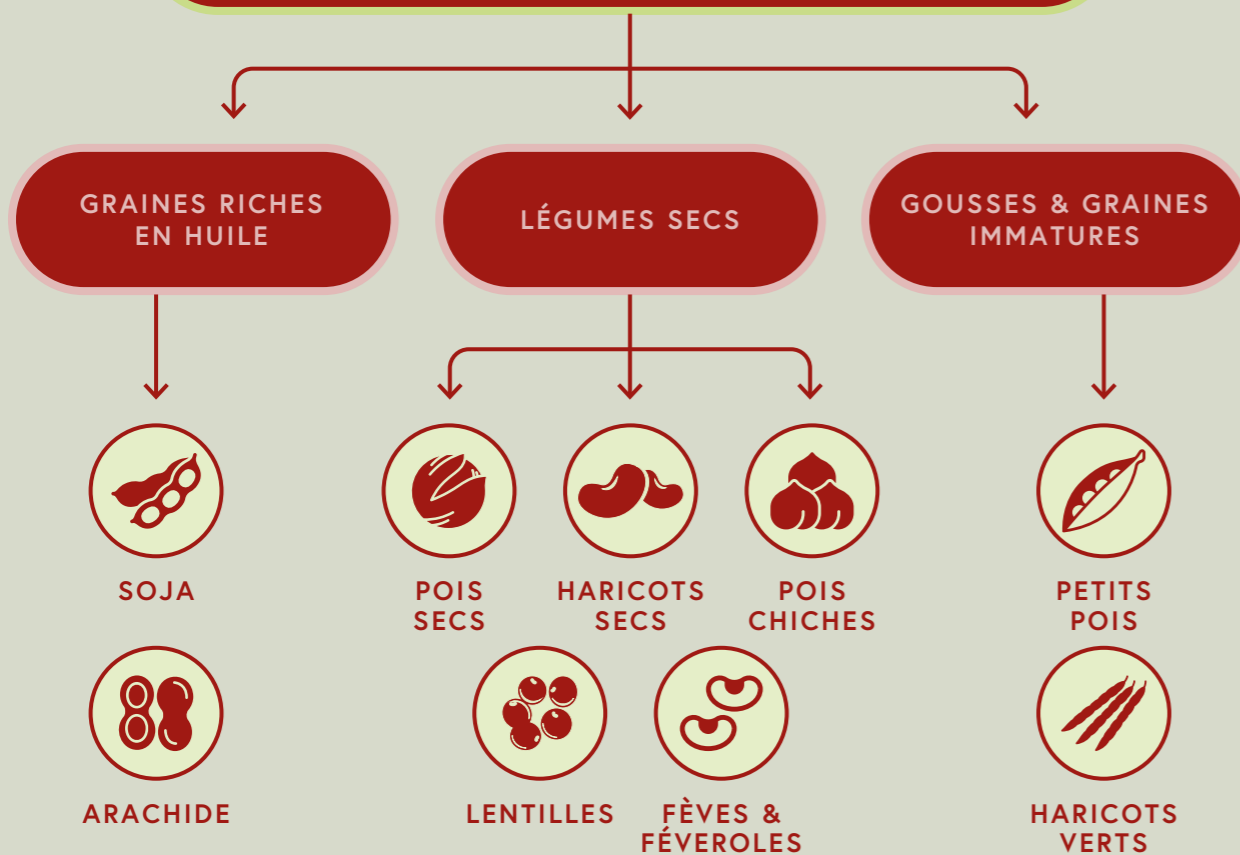 GRAINES RICHES
EN HUILE
LÉGUMES SECS
GOUSSES & GRAINES
IMMATURES
SOJA
POIS
SECS
HARICOTS
SECS
POIS
CHICHES
PETITS
POIS
ARACHIDE
LENTILLES
FÈVES &
FÉVEROLES
HARICOTS
VERTS